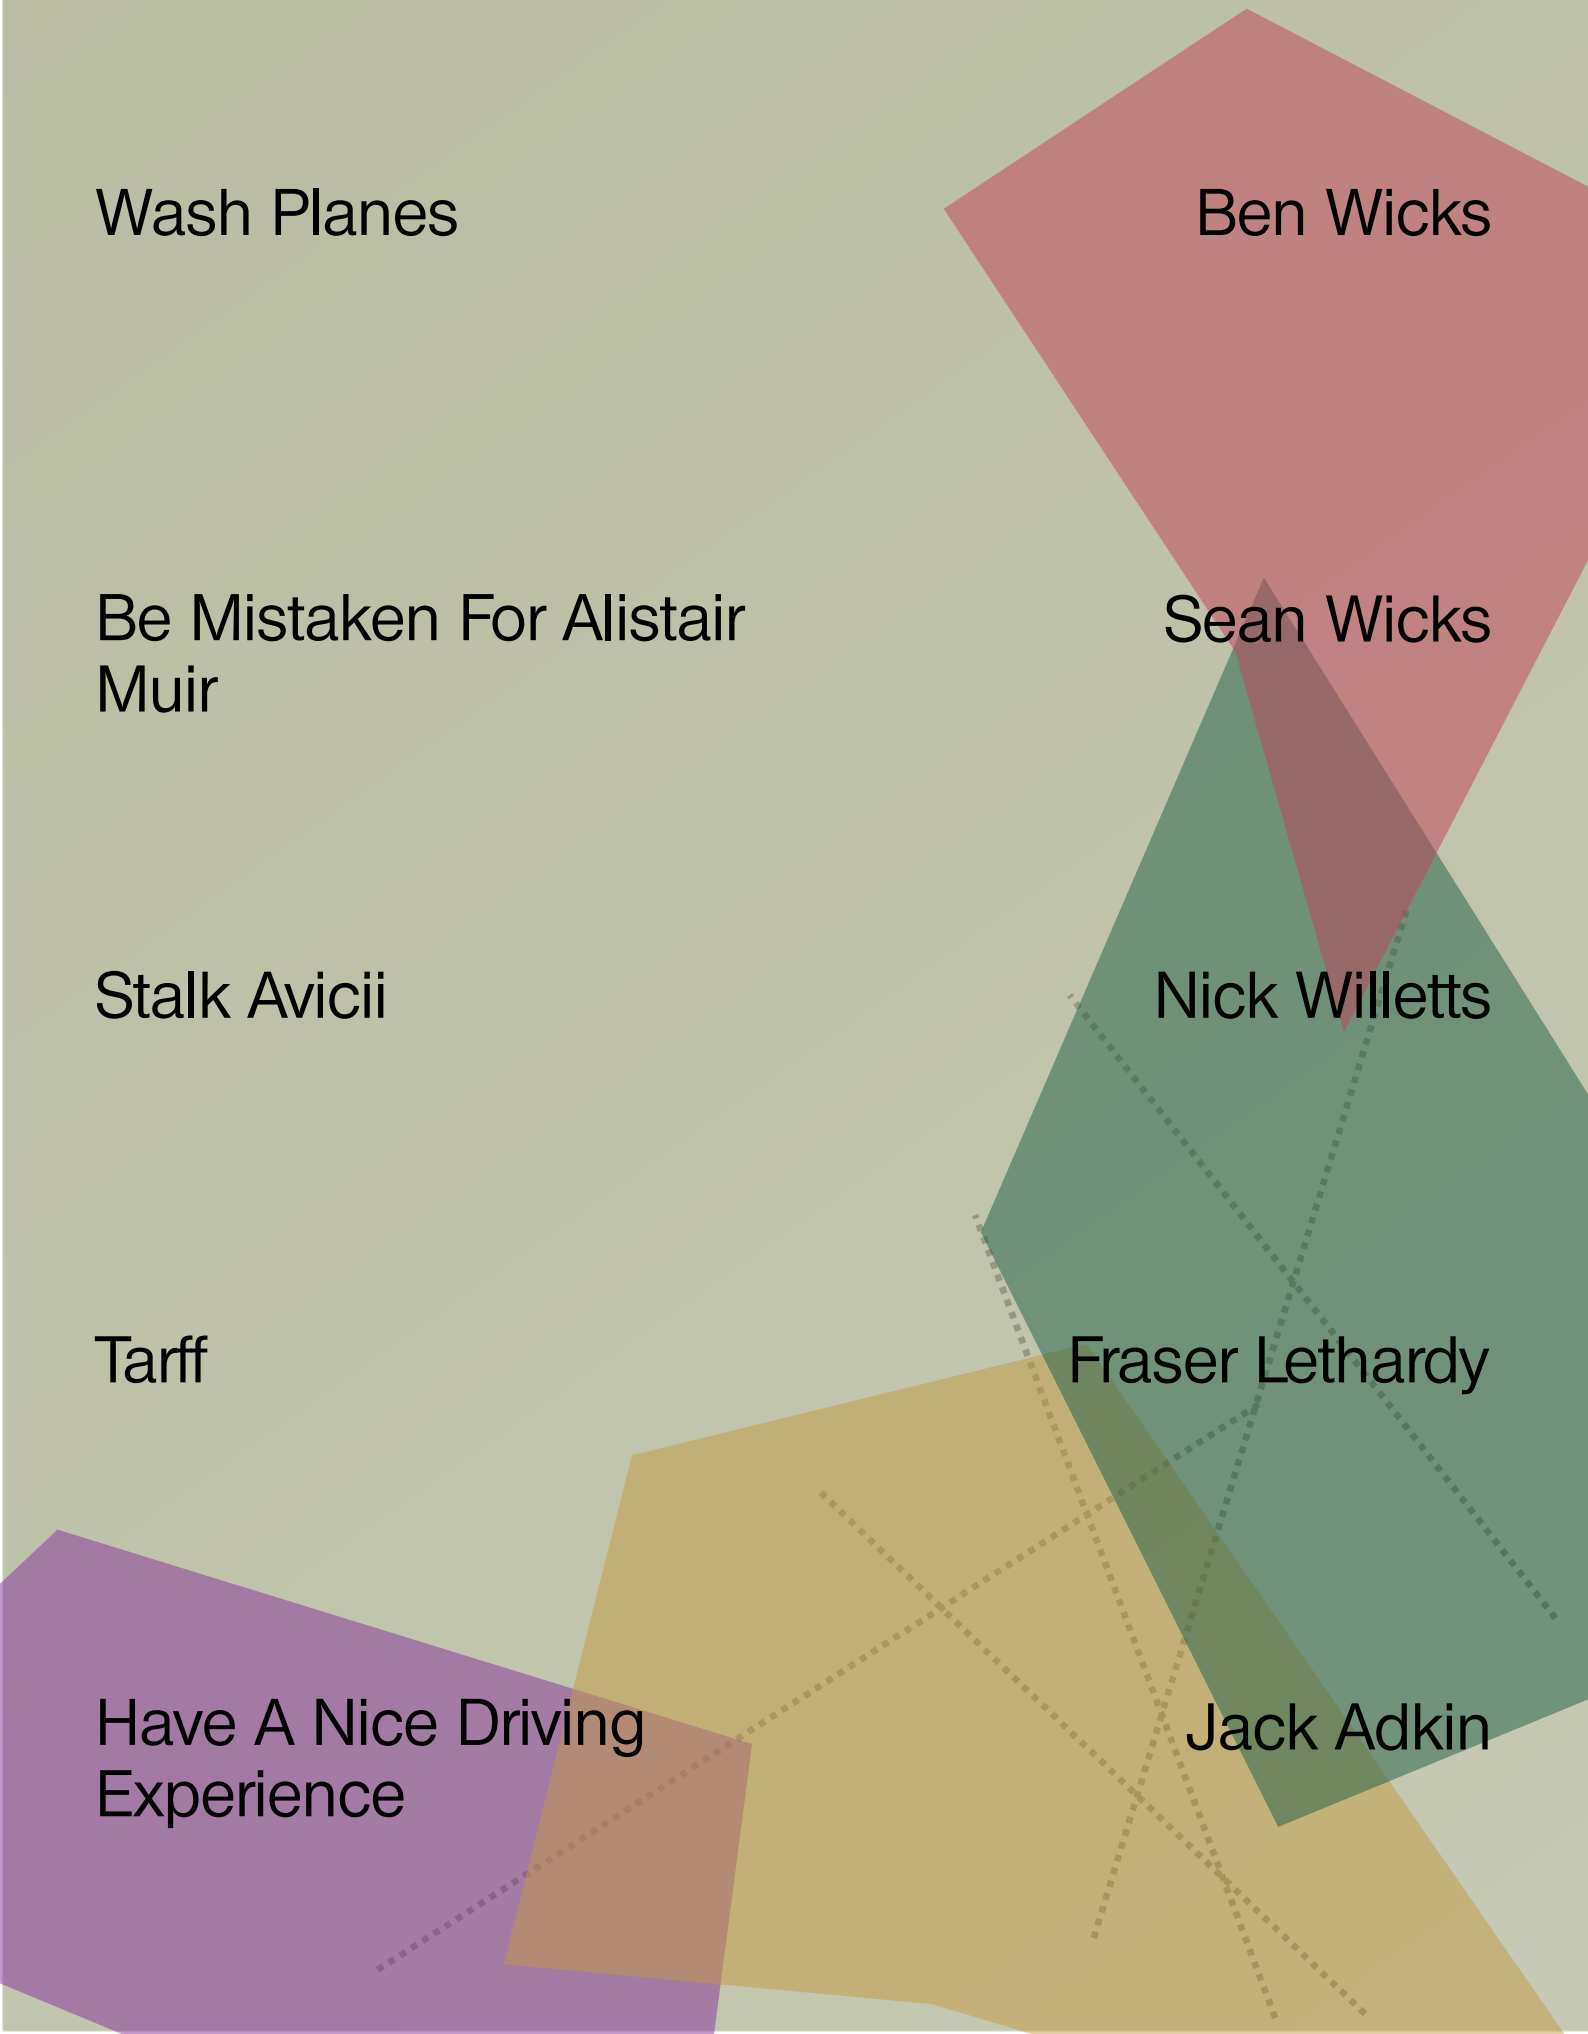 Wash Planes Ben Wicks
Be Mistaken For Alistair Sean Wicks
Muir
Stalk Avicii Nick Willetts
Tarff Fraser Lethardy
Have A Nice Driving Jack Adkin
Experience